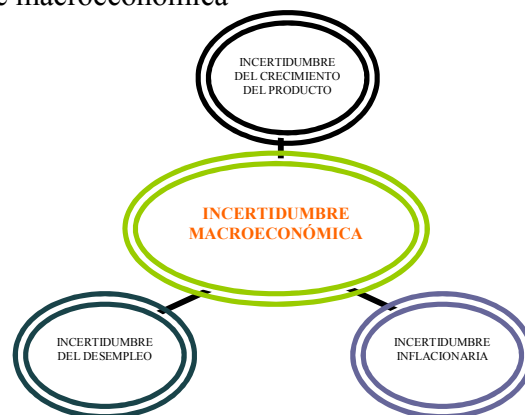 macroeconómica
INCERTIDUMBRE
DEL CRECIMIENTO
DEL PRODUCTO
INCERTIDUMBRE
MACROECONÓMICA
INCERTIDUMBRE
DEL DESEMPLEO
INCERTIDUMBRE
INFLACIONARIA